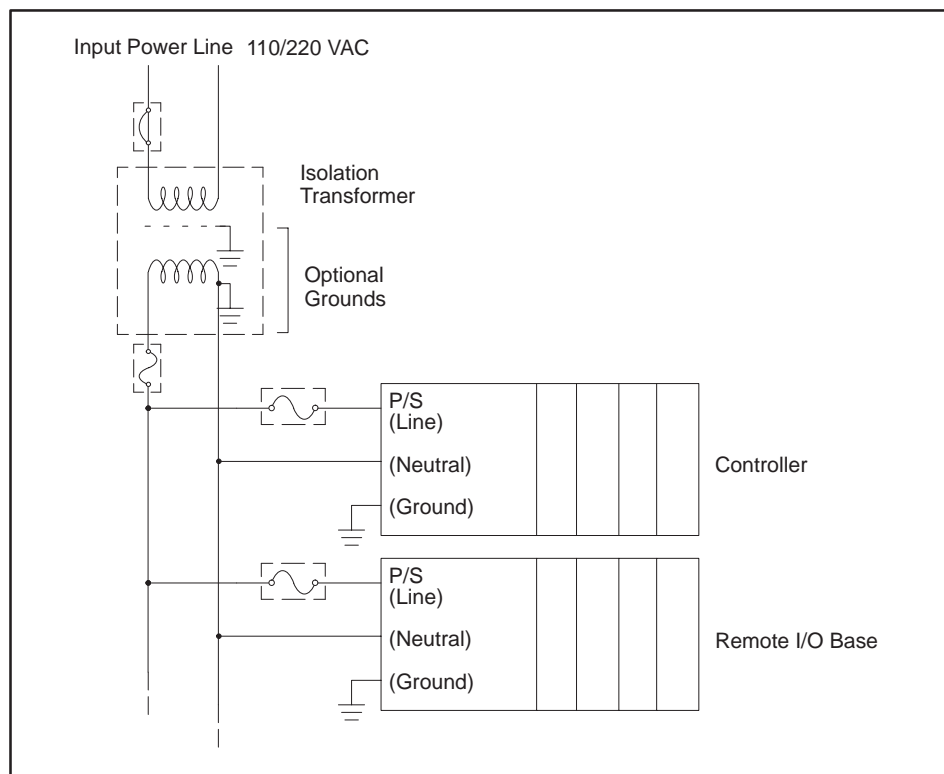 Input Power Line 110/220 VAC
Isolation
Transformer
Optional
Grounds
P/S
(Line)
(Neutral)
(Ground)
Controller
P/S
(Line)
(Neutral)
(Ground)
Remote I/O Base